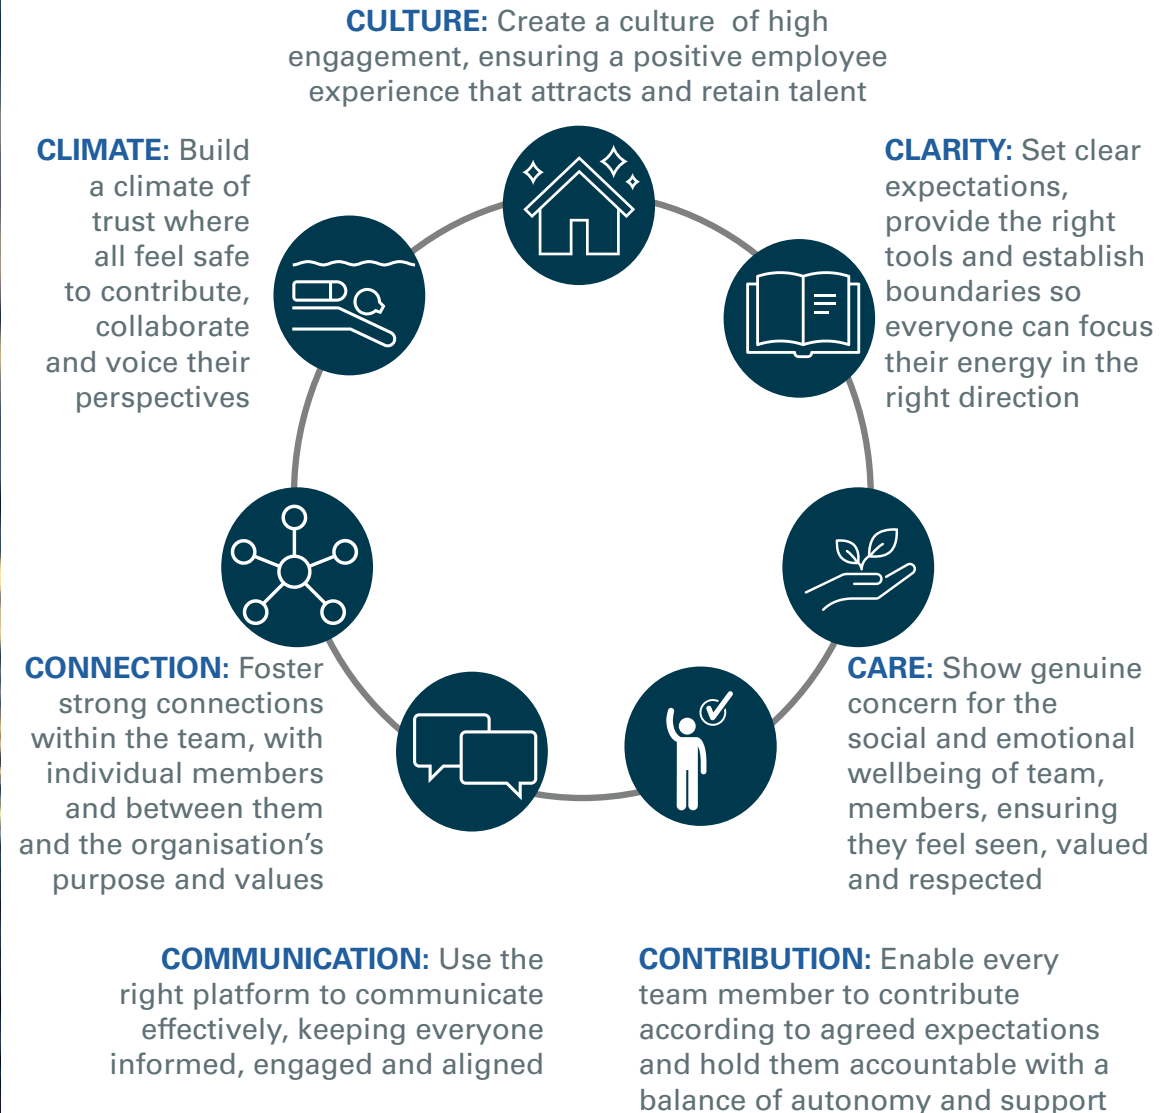 CULTURE: Create a culture of high
engagement, ensuring a positive employee
experience that attracts and retain talent
CLARITY: Set clear
expectations,
provide the right
tools and establish
boundaries so
everyone can focus
their energy in the
right direction
CARE: Show genuine
concern for the
social and emotional
wellbeing of team,
members, ensuring
they feel seen, valued
and respected
CONTRIBUTION: Enable every
team member to contribute
according to agreed expectations
and hold them accountable with a
balance of autonomy and support
COMMUNICATION: Use the
right platform to communicate
effectively, keeping everyone
informed, engaged and aligned
CONNECTION: Foster
strong connections
within the team, with
individual members
and between them
and the organisation’s
purpose and values
CLIMATE: Build
a climate of
trust where
all feel safe
to contribute,
collaborate
and voice their
perspectives